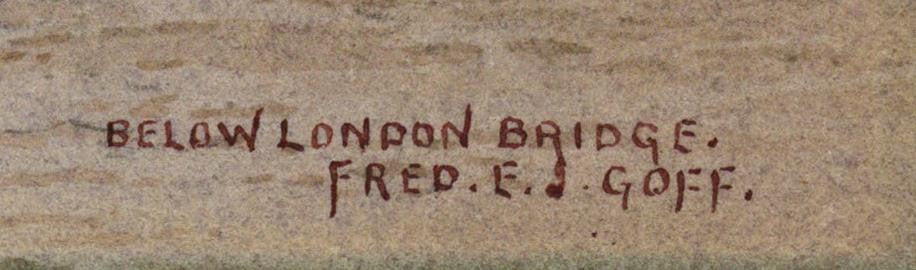 BELOW LONDON BRIDGE.
FRED. E. J. GOFF.